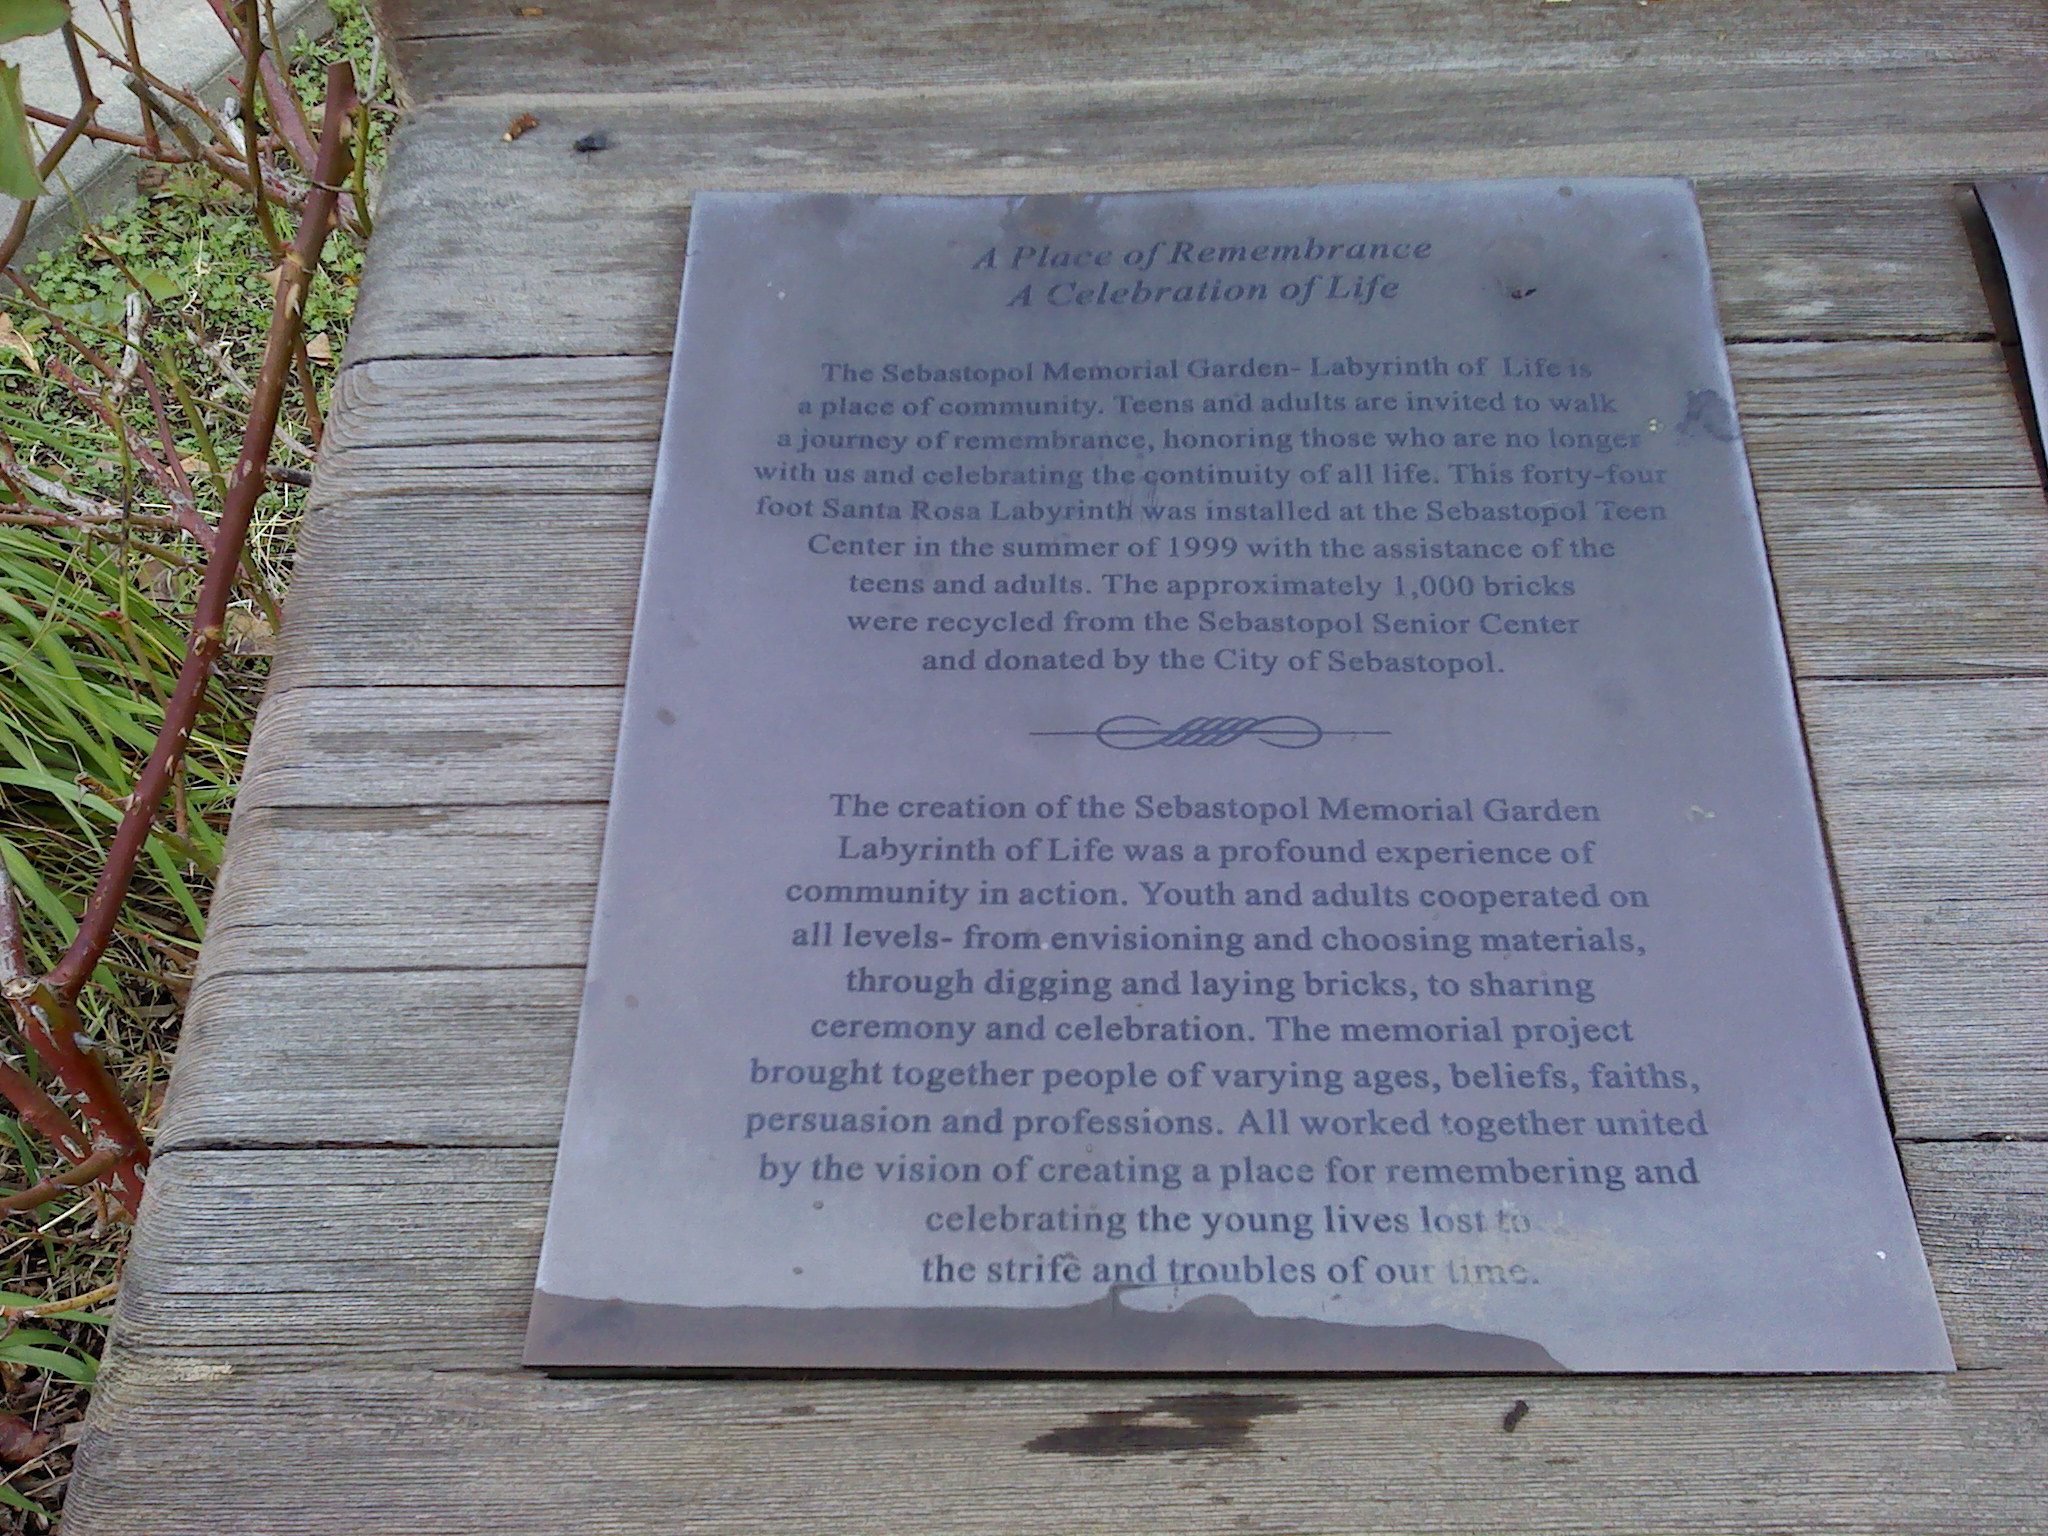 A Place of Remembrance
A Celebration of Life
The Sebastopol Memorial Garden- Labyrinth of Life is
a place of community. Teens and adults are invited to walk
a journey of remembrance, honoring those who are no longer
with us and celebrating the continuity of all life. This forty-four
foot Santa Rosa Labyrinth was installed at the Sebastopol Teen
Center in the summer of 1999 with the assistance of the
teens and adults. The approximately 1,000 bricks
were recycled from the Sebastopol Senior Center
and donated by the City of Sebastopol.
The creation of the Sebastopol Memorial Garden
Labyrinth of Life was a profound experience of
community in action. Youth and adults cooperated on
all levels- from envisioning and choosing materials,
through digging and laying bricks, to sharing
ceremony and celebration. The memorial project
brought together people of varying ages, beliefs, faiths,
persuasion and professions. All worked together united
by the vision of creating a place for remembering and
celebrating the young lives lost to
the strife and troubles of our time.